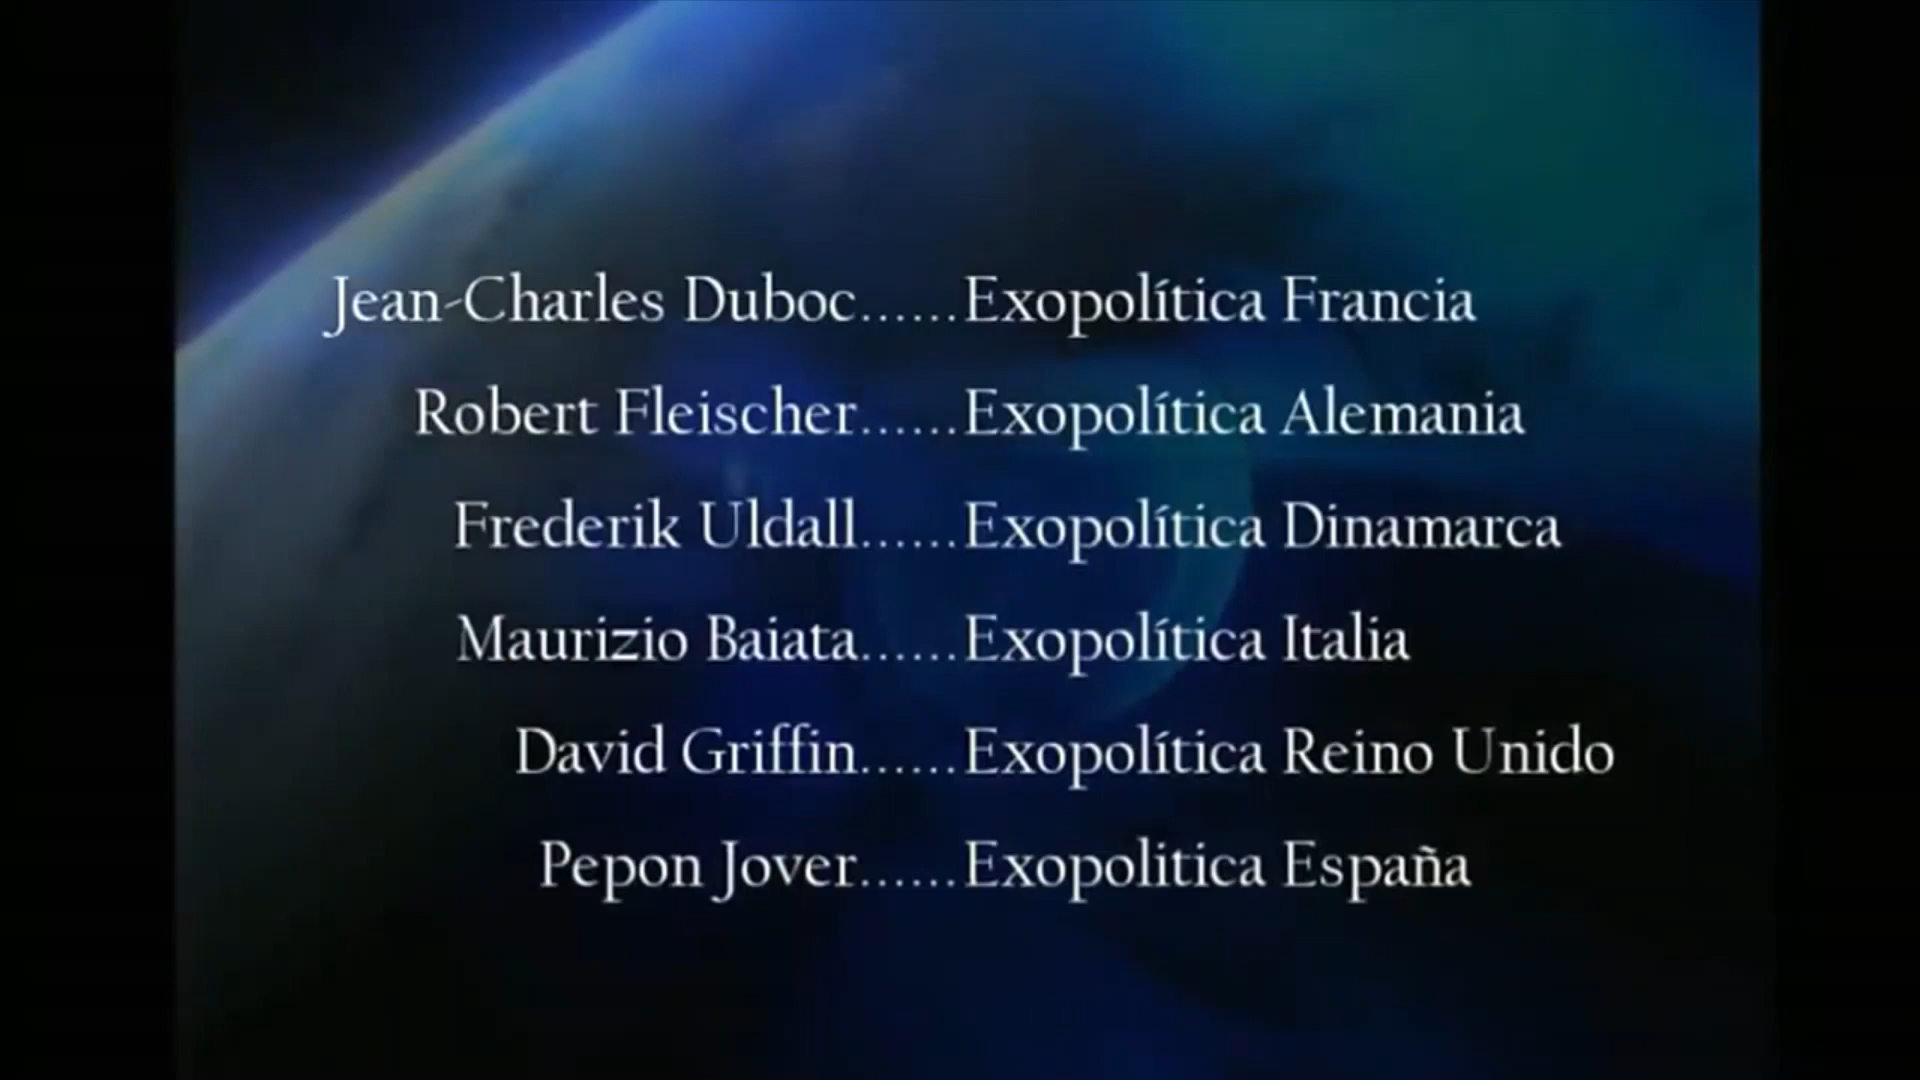 Jean-Charles Duboc......Exopolítica Francia
Robert Fleischer......Exopolítica Alemania
Frederik Uldall......Exopolítica Dinamarca
Maurizio Baiata......Exopolítica Italia
David Griffin......Exopolítica Reino Unido
Pepon Jover......Exopolitica España